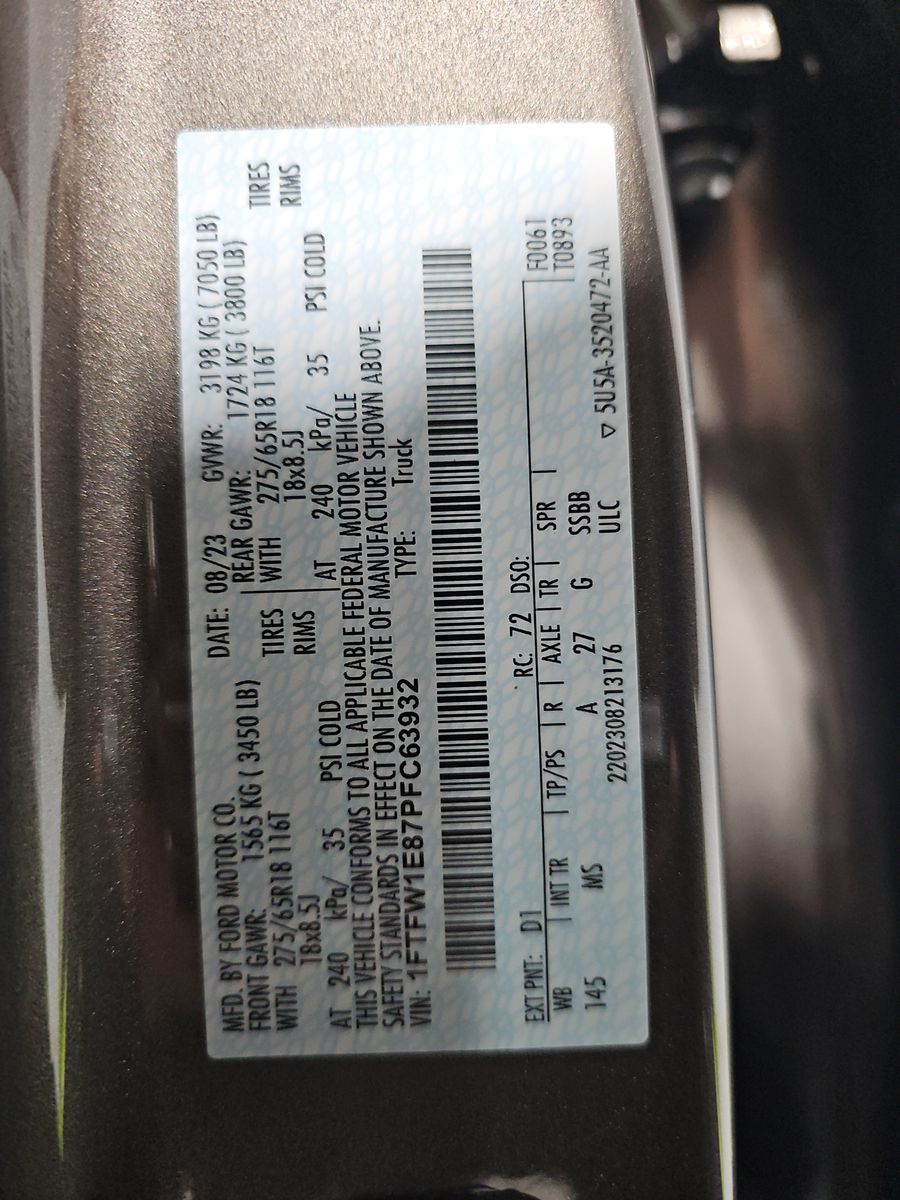 MFD. BY FORD MOTOR CO. DATE: 08/23 GVWR: 3198 KG ( 7050 LB)
FRONT GAWR: 1565 KG ( 3450 LB) REAR GAWR: 1724 KG ( 3800 LB)
WITH 275/65R18 116T TIRES WITH 275/65R18 116T TIRES
18x8.5J RIMS 18x8.5J RIMS
AT 240 kPa/ 35 PSI COLD AT 240 kPa/ 35 PSI COLD
THIS VEHICLE CONFORMS TO ALL APPLICABLE FEDERAL MOTOR VEHICLE
SAFETY STANDARDS IN EFFECT ON THE DATE OF MANUFACTURE SHOWN ABOVE.
VIN: 1FTFW1E87PFC63932 TYPE: Truck
EXT PNT: D1 RC: 72 DSO: F0061
WB INT TR TP/PS R AXLE TR SPR T0893
145 MS A 27 G SSBB
2202308213176 ULC ▽ 5U5A-3520472-AA